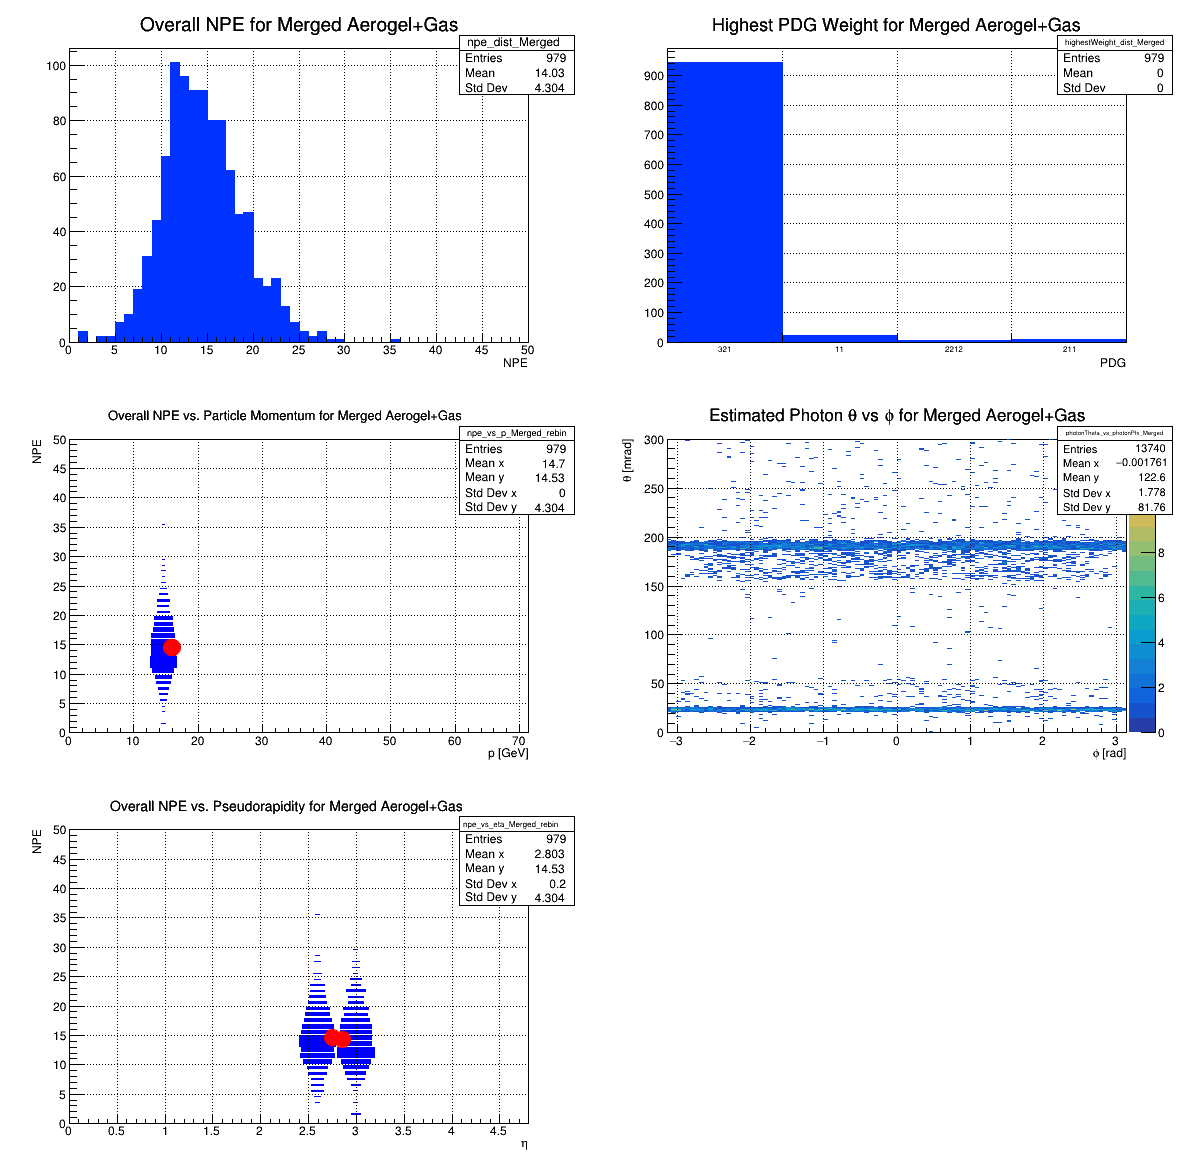 Overall NPE for Merged Aerogel+Gas
npe_dist_Merged
Entries 979
Mean 14.03
Std Dev 4.304
100
80
60
40
20
0
0 5 10 15 20 25 30 35 40 45 50
NPE
Highest PDG Weight for Merged Aerogel+Gas
highestWeight_dist_Merged
Entries 979
Mean 0
Std Dev 0
900
800
700
600
500
400
300
200
100
0
321 11 2212 211
PDG
Overall NPE vs. Particle Momentum for Merged Aerogel+Gas
npe_vs_p_Merged_rebin
Entries 979
Mean x 14.7
Mean y 14.53
Std Dev x 0
Std Dev y 4.304
NPE
50
45
40
35
30
25
20
15
10
5
0
0 10 20 30 40 50 60 70
p [GeV]
Estimated Photon θ vs ϕ for Merged Aerogel+Gas
photonTheta_vs_photonPhi_Merged
Entries 13740
Mean x −0.001761
Mean y 122.6
Std Dev x 1.778
Std Dev y 81.76
θ [mrad]
300
250
200
150
100
50
0
−3 −2 −1 0 1 2 3
ϕ [rad]
8
6
4
2
0
Overall NPE vs. Pseudorapidity for Merged Aerogel+Gas
npe_vs_eta_Merged_rebin
Entries 979
Mean x 2.803
Mean y 14.53
Std Dev x 0.2
Std Dev y 4.304
NPE
50
45
40
35
30
25
20
15
10
5
0
0 0.5 1 1.5 2 2.5 3 3.5 4 4.5
η